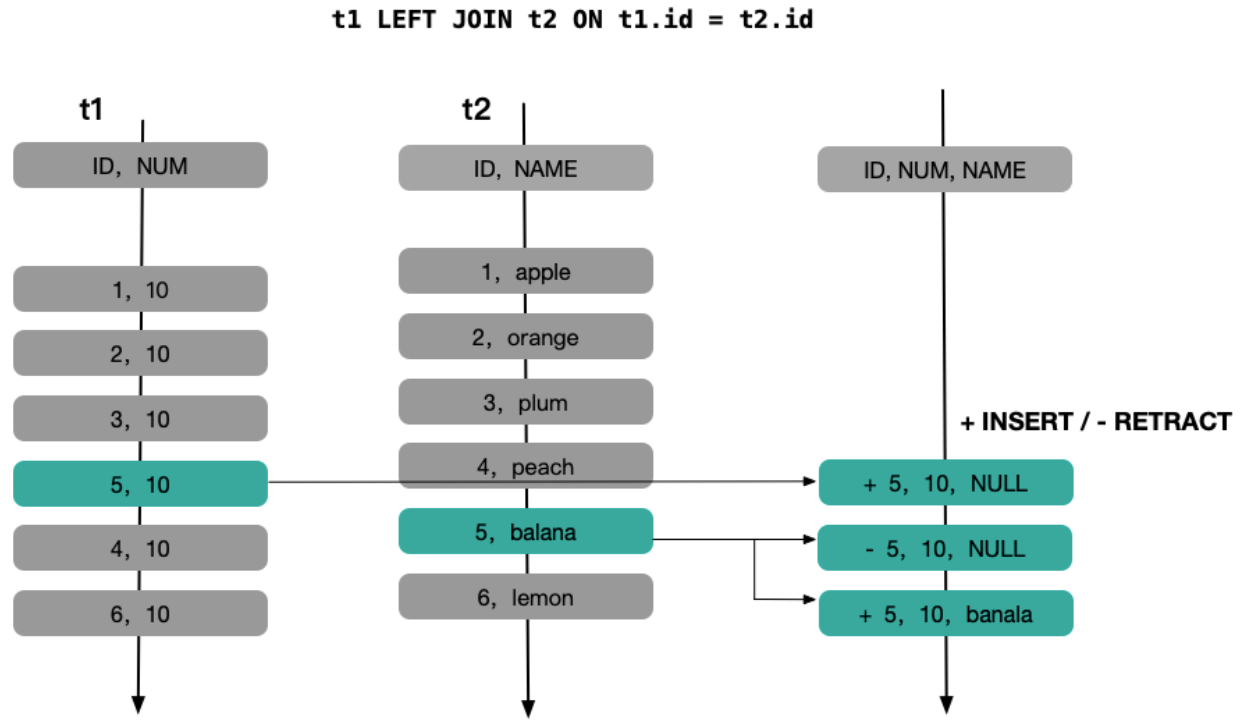 t1 LEFT JOIN t2 ON t1.id = t2.id
t1
ID, NUM
1, 10
2, 10
3, 10
5, 10
4, 10
6, 10
t2
ID, NAME
1, apple
2, orange
3, plum
4, peach
5, balana
6, lemon
ID, NUM, NAME
+ INSERT / - RETRACT
+ 5, 10, NULL
- 5, 10, NULL
+ 5, 10, banala